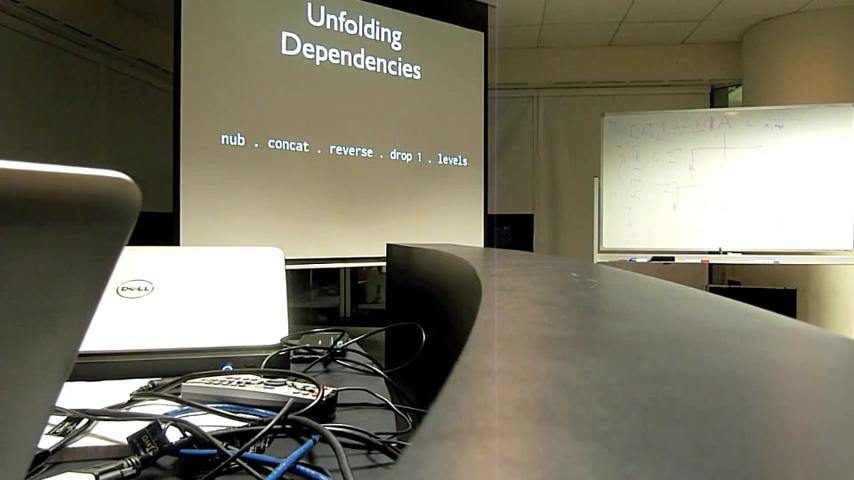 Unfolding
Dependencies
nub . concat . reverse . drop 1 . levels
DELL